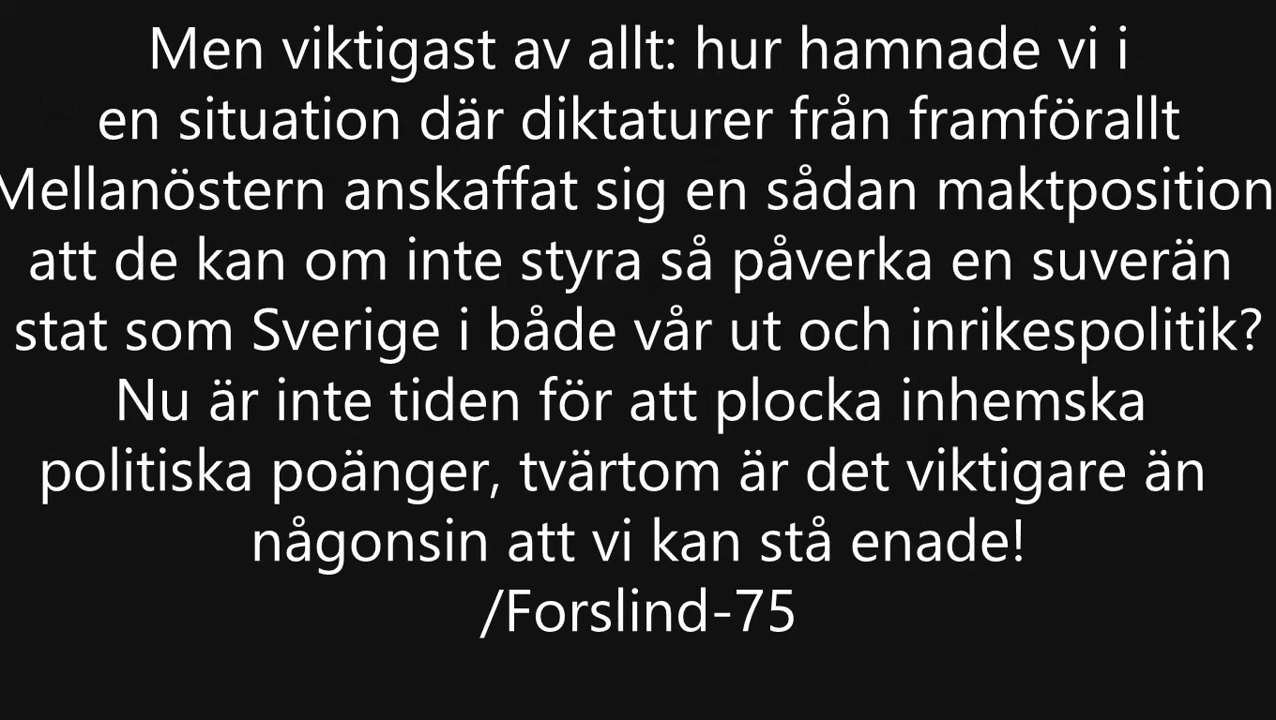 Men viktigast av allt: hur hamnade vi i
en situation där diktaturer från framförallt
Mellanöstern anskaffat sig en sådan maktposition
att de kan om inte styra så påverka en suverän
stat som Sverige i både vår ut och inrikespolitik?
Nu är inte tiden för att plocka inhemska
politiska poänger, tvärtom är det viktigare än
någonsin att vi kan stå enade!
/Forslind-75